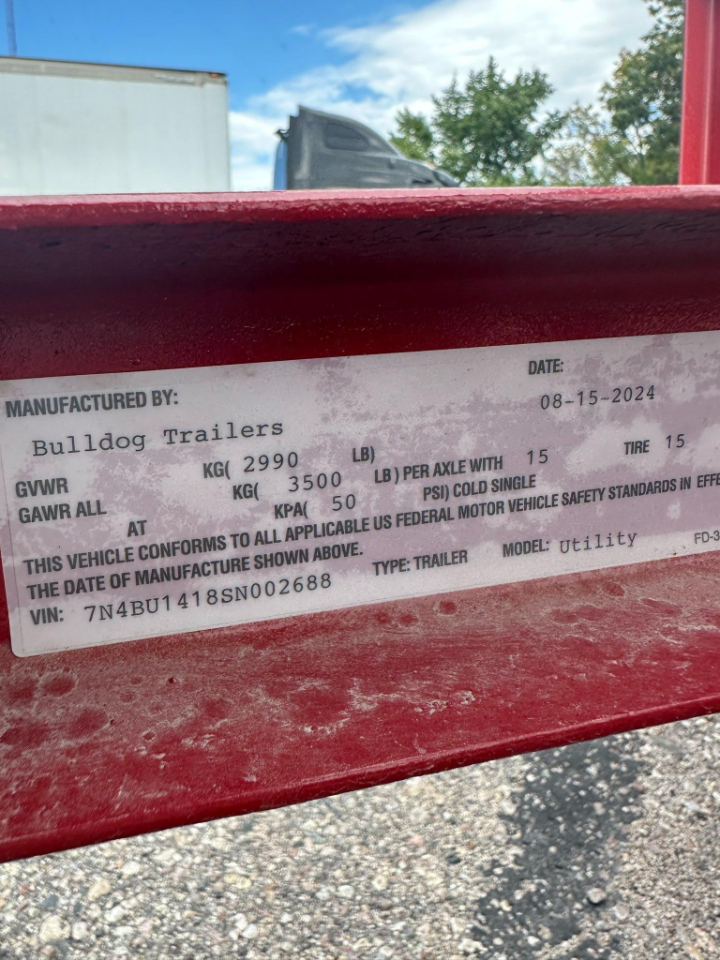 MANUFACTURED BY: DATE:
Bulldog Trailers 08-15-2024
GVWR KG( 2990 LB)
GAWR ALL KG( 3500 LB ) PER AXLE WITH 15 TIRE 15
AT KPA( 50 PSI) COLD SINGLE
THIS VEHICLE CONFORMS TO ALL APPLICABLE US FEDERAL MOTOR VEHICLE SAFETY STANDARDS IN EFFE
THE DATE OF MANUFACTURE SHOWN ABOVE.
VIN: 7N4BU1418SN002688 TYPE: TRAILER MODEL: Utility FD-3